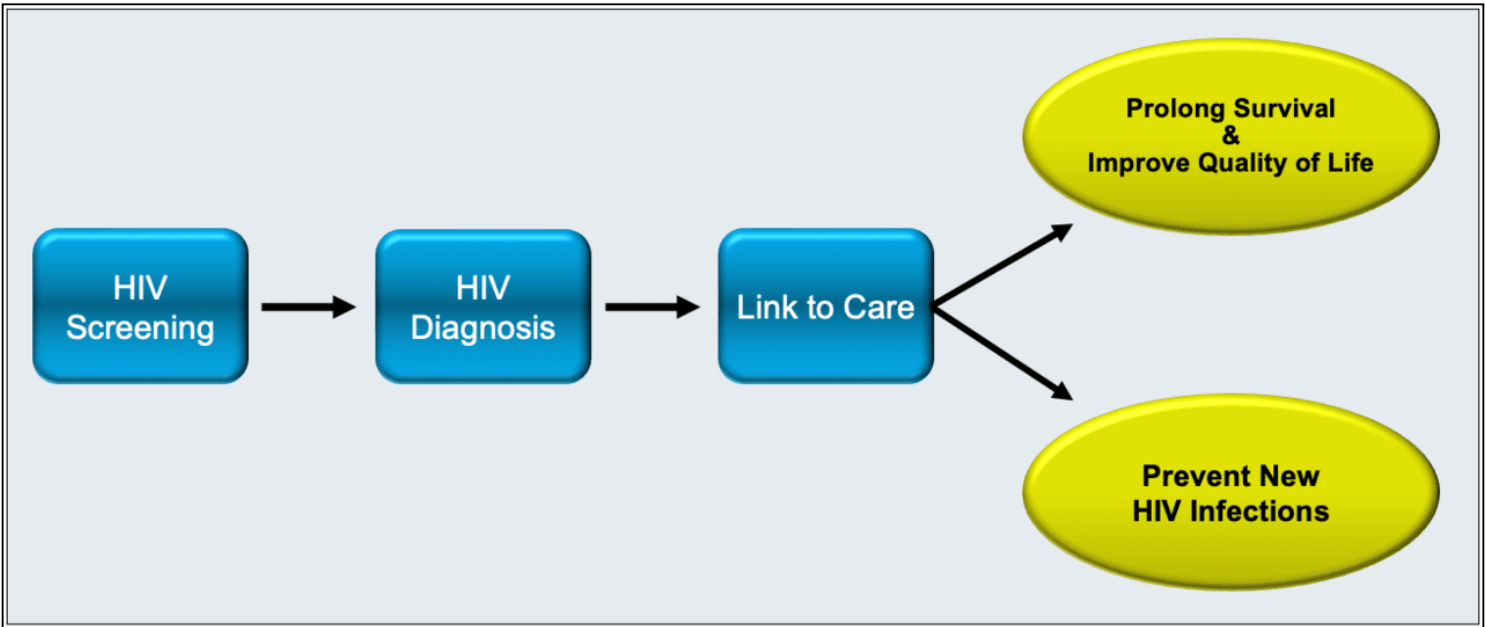 HIV
Screening
HIV
Diagnosis
Link to Care
Prolong Survival
&
Improve Quality of Life
Prevent New
HIV Infections